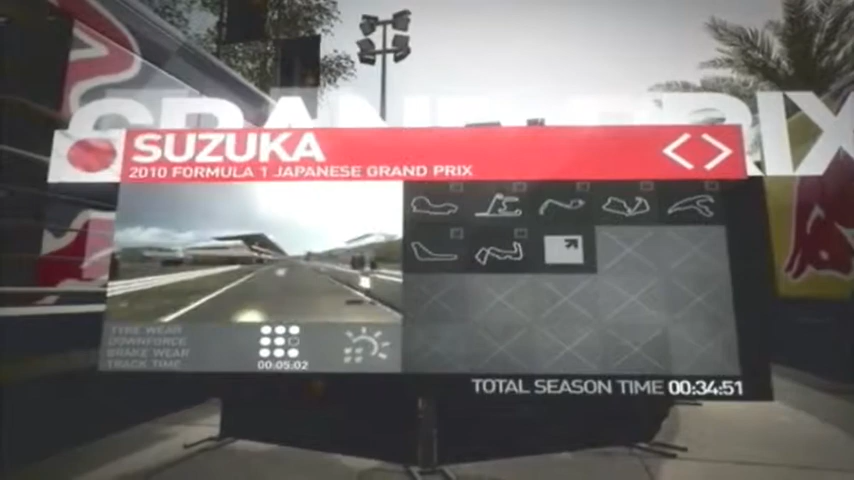 GRAND PRIX
SUZUKA
< >
2010 FORMULA 1 JAPANESE GRAND PRIX
TYRE WEAR
DOWNFORCE
BRAKE WEAR
TRACK TIME
00:05.02
TOTAL SEASON TIME 00:34:51